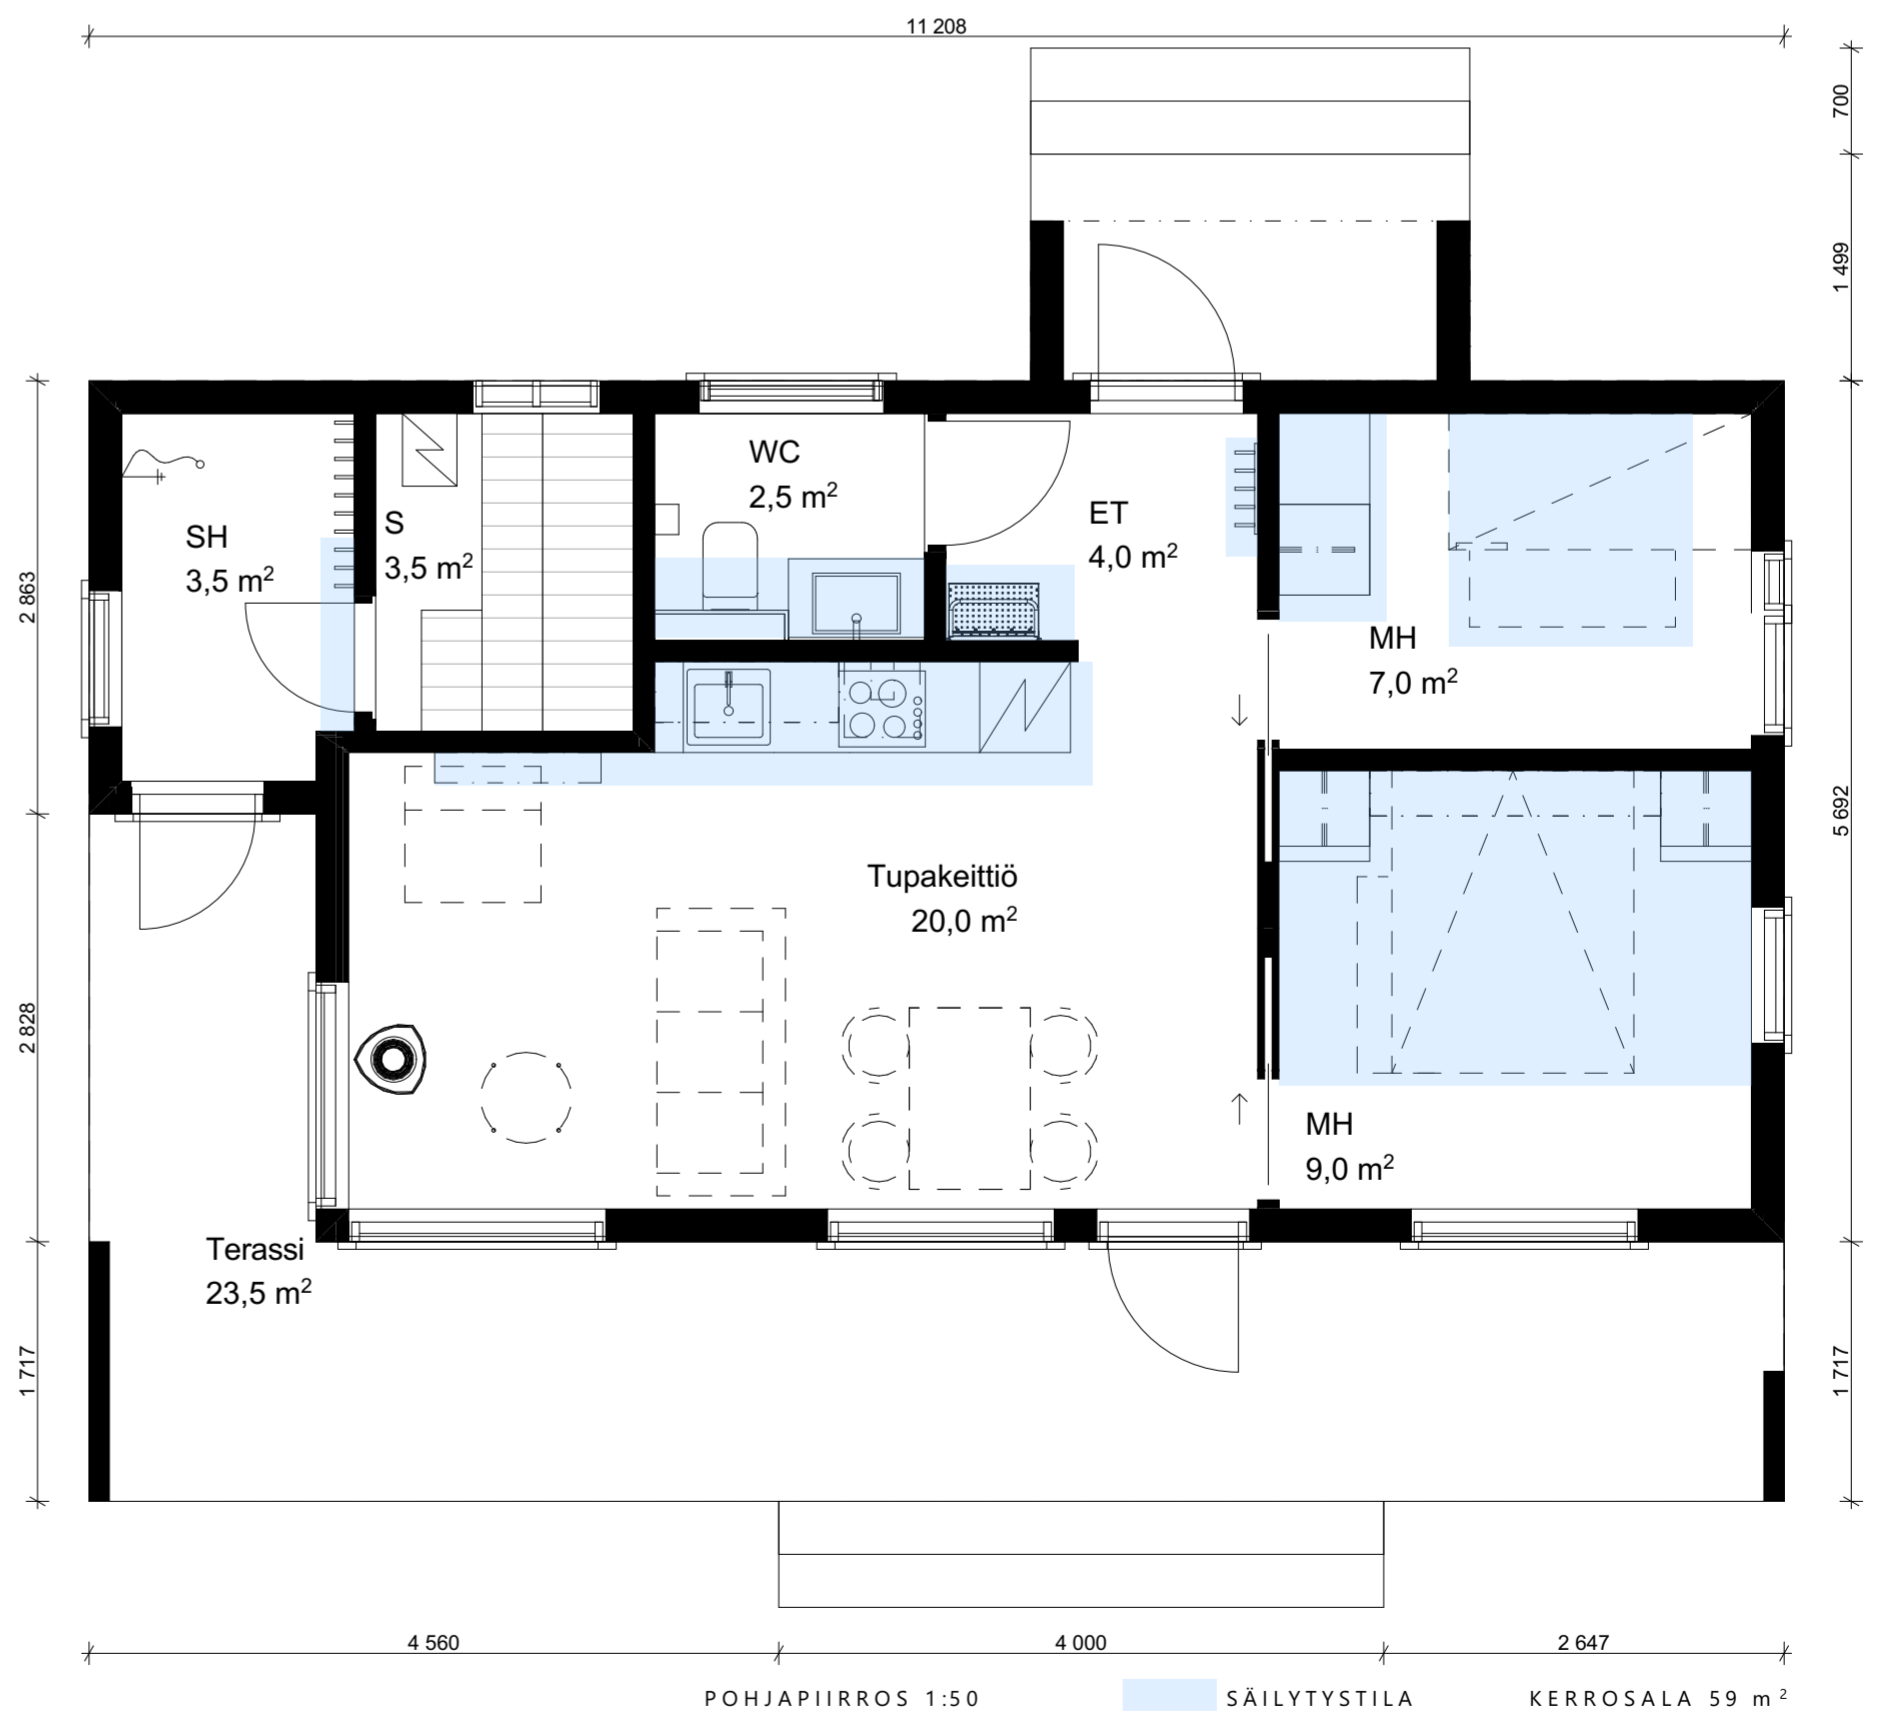 11 208
700
1 499
WC
2,5 m²
ET
4,0 m²
S
3,5 m²
SH
3,5 m²
2 863
MH
7,0 m²
5 692
Tupakeittiö
20,0 m²
2 828
MH
9,0 m²
Terassi
23,5 m²
1 717
1 717
4 560
4 000
2 647
POHJAPIIRROS 1:50
SÄILYTYSTILA
KERROSALA 59 m²